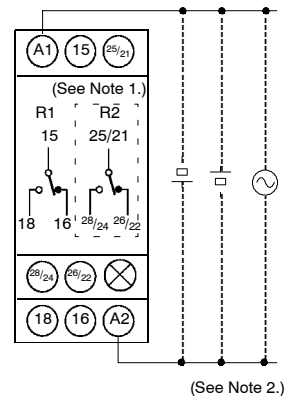 A1 15 25/21
(See Note 1.)
R1 R2
15 25/21
18 16 28/24 26/22
28/24 26/22
18 16 A2
(See Note 2.)